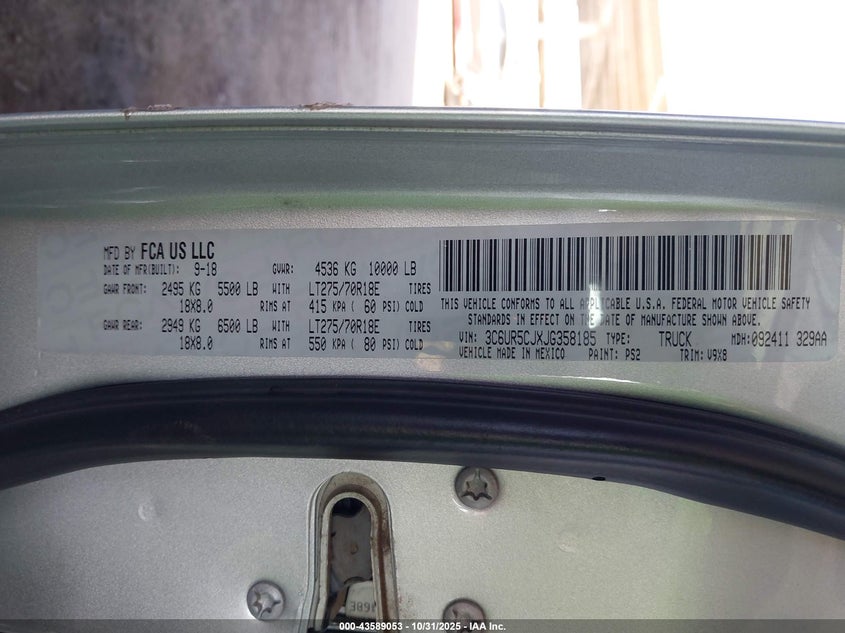 MFD BY FCA US LLC
DATE OF MFR(BUILT): 9-18 GVWR: 4536 KG 10000 LB
GAWR FRONT: 2495 KG 5500 LB WITH LT275/70R18E TIRES
18X8.0 RIMS AT 415 KPA ( 60 PSI) COLD
GAWR REAR: 2949 KG 6500 LB WITH LT275/70R18E TIRES
18X8.0 RIMS AT 550 KPA ( 80 PSI) COLD
THIS VEHICLE CONFORMS TO ALL APPLICABLE U.S.A. FEDERAL MOTOR VEHICLE SAFETY
STANDARDS IN EFFECT ON THE DATE OF MANUFACTURE SHOWN ABOVE.
VIN: 3C6UR5CJXJG358185 TYPE: TRUCK MDH: 092411 329AA
VEHICLE MADE IN MEXICO PAINT: PS2 TRIM: V9X8
000-43589053 - 10/31/2025 - IAA Inc.